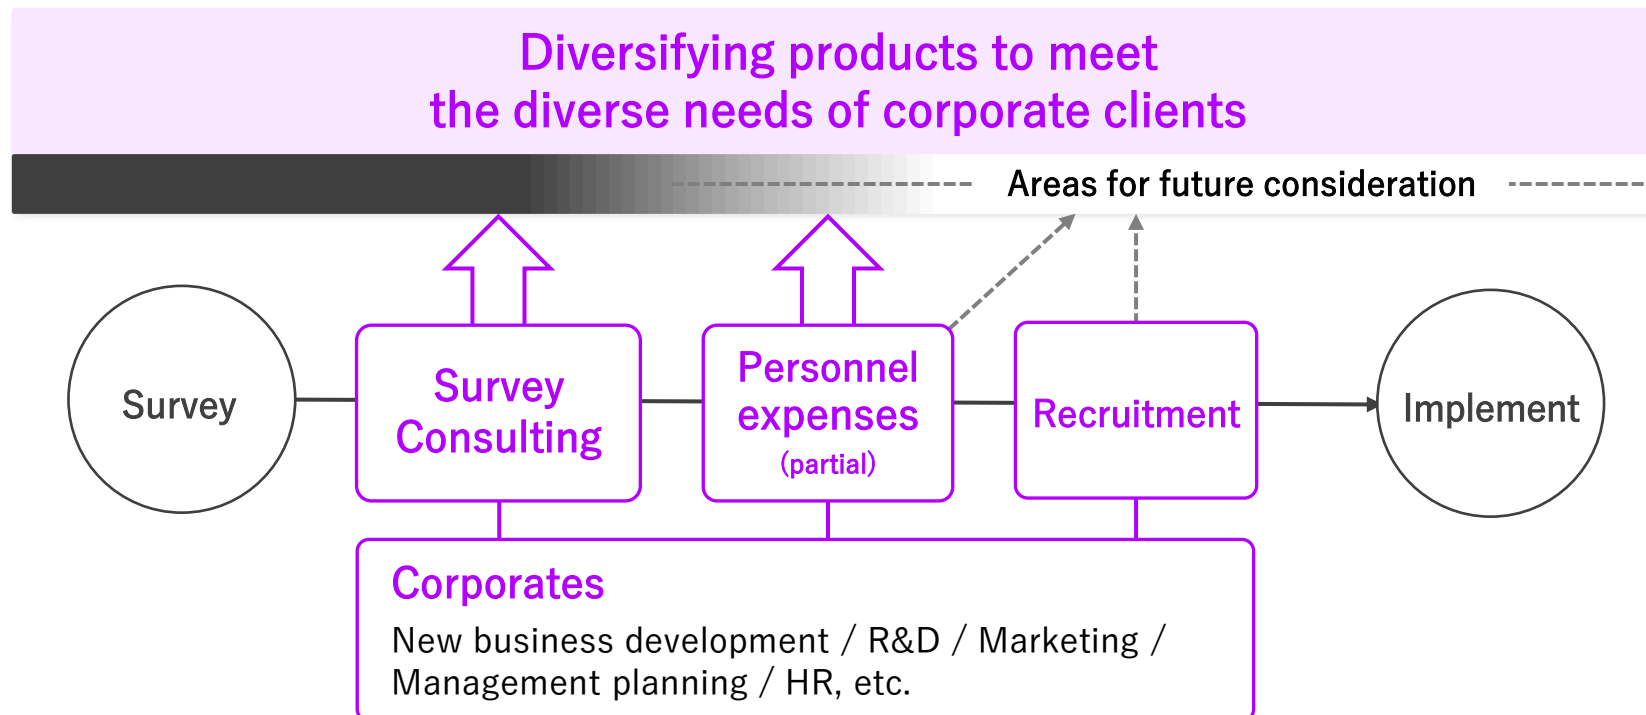 Diversifying products to meet
the diverse needs of corporate clients
Areas for future consideration
Survey
Survey
Consulting
Personnel
expenses
(partial)
Recruitment
Implement
Corporates
New business development / R&D / Marketing /
Management planning / HR, etc.